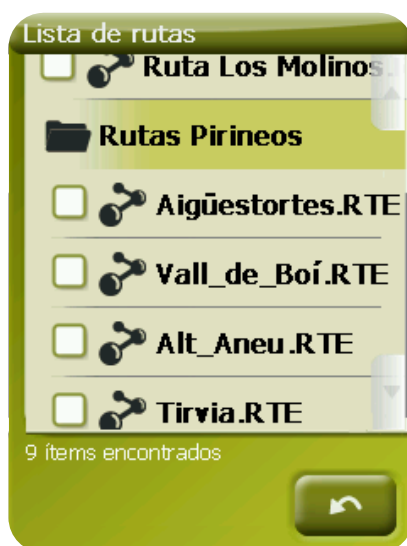 Lista de rutas
Ruta Los Molinos.
Rutas Pirineos
Aigüestortes.RTE
Vall_de_Boí.RTE
Alt_Aneu.RTE
Tirvia.RTE
9 ítems encontrados